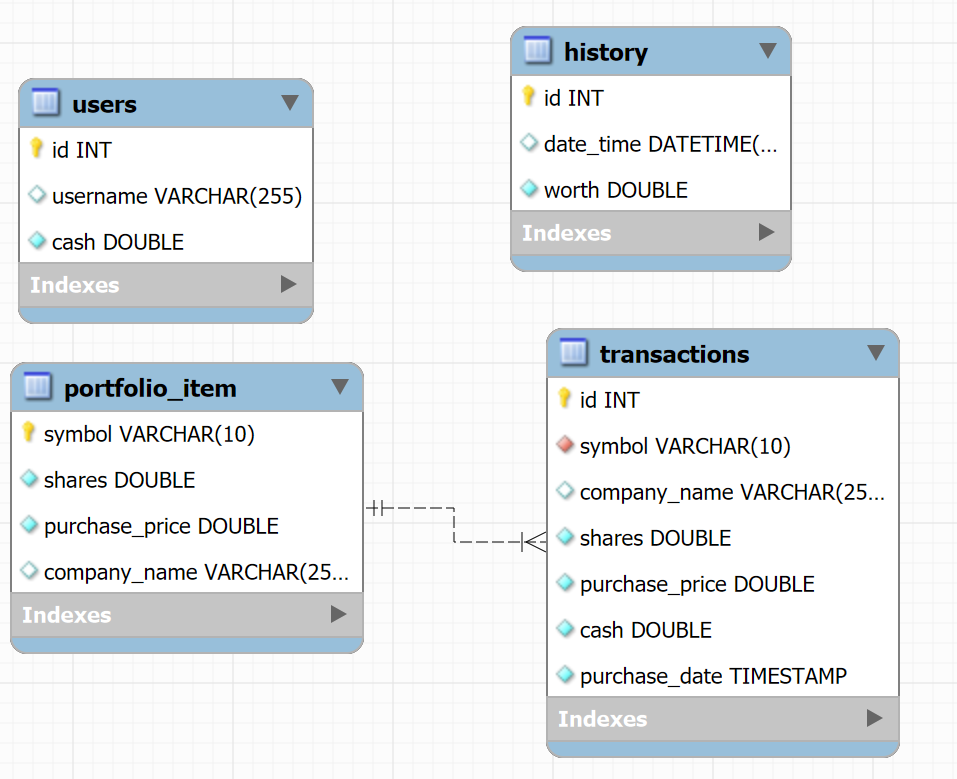 users
id INT
username VARCHAR(255)
cash DOUBLE
Indexes
history
id INT
date_time DATETIME(...
worth DOUBLE
Indexes
portfolio_item
symbol VARCHAR(10)
shares DOUBLE
purchase_price DOUBLE
company_name VARCHAR(25...
Indexes
transactions
id INT
symbol VARCHAR(10)
company_name VARCHAR(25...
shares DOUBLE
purchase_price DOUBLE
cash DOUBLE
purchase_date TIMESTAMP
Indexes